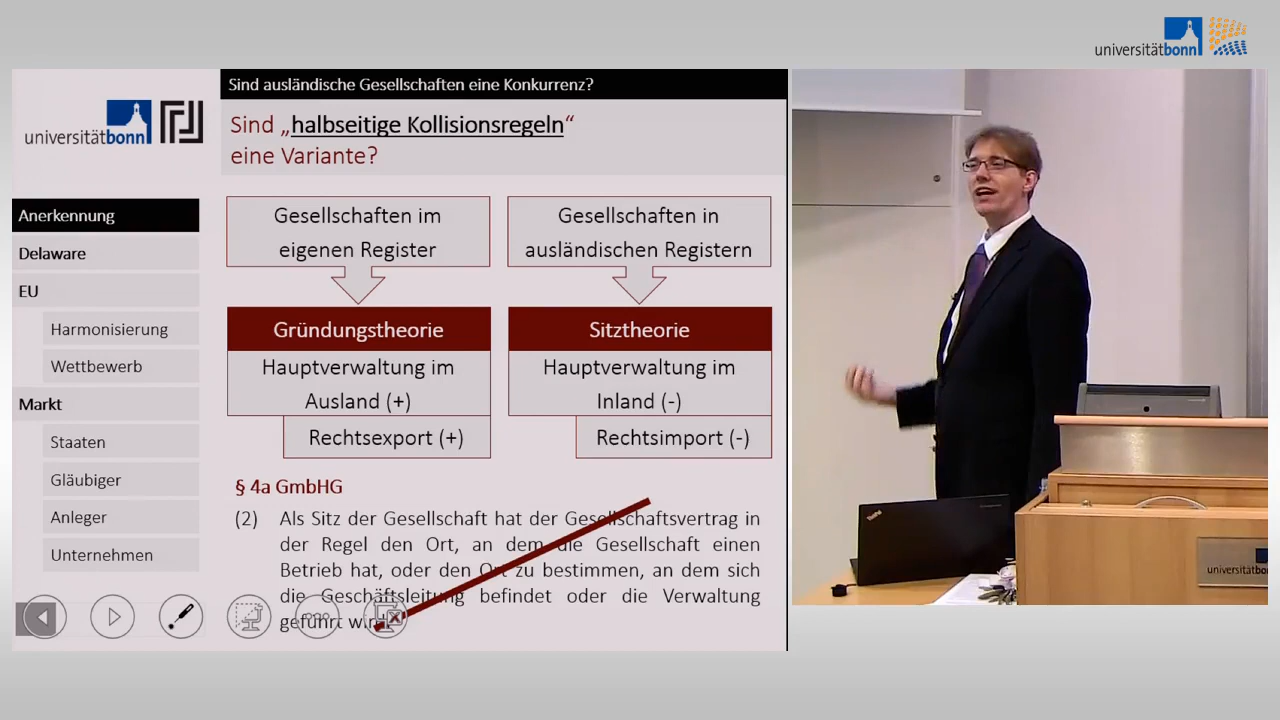 universitätbonn
Sind ausländische Gesellschaften eine Konkurrenz?
universitätbonn
Sind „halbseitige Kollisionsregeln“
eine Variante?
Anerkennung
Delaware
EU
Harmonisierung
Wettbewerb
Markt
Staaten
Gläubiger
Anleger
Unternehmen
Gesellschaften im
eigenen Register
Gründungstheorie
Hauptverwaltung im
Ausland (+)
Rechtsexport (+)
Gesellschaften in
ausländischen Registern
Sitztheorie
Hauptverwaltung im
Inland (-)
Rechtsimport (-)
§ 4a GmbHG
(2) Als Sitz der Gesellschaft hat der Gesellschaftsvertrag in
der Regel den Ort, an dem die Gesellschaft einen
Betrieb hat, oder den Ort zu bestimmen, an dem sich
die Geschäftsleitung befindet oder die Verwaltung
geführt wird.
ThinkPad
universitätbo